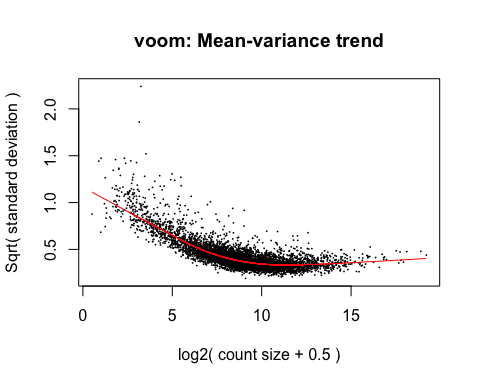 voom: Mean-variance trend
Sqrt( standard deviation )
2.0
1.5
1.0
0.5
0 5 10 15
log2( count size + 0.5 )